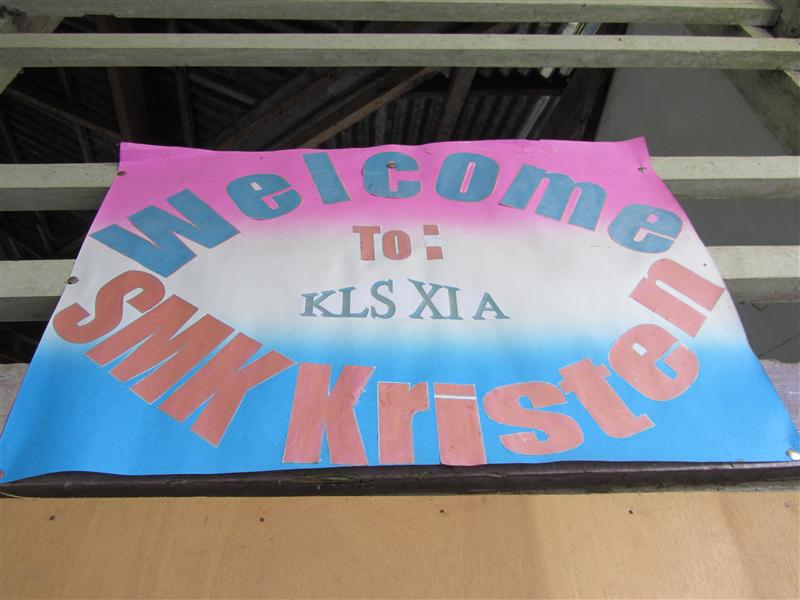 Welcome
To:
KLS XI A
SMK Kristen